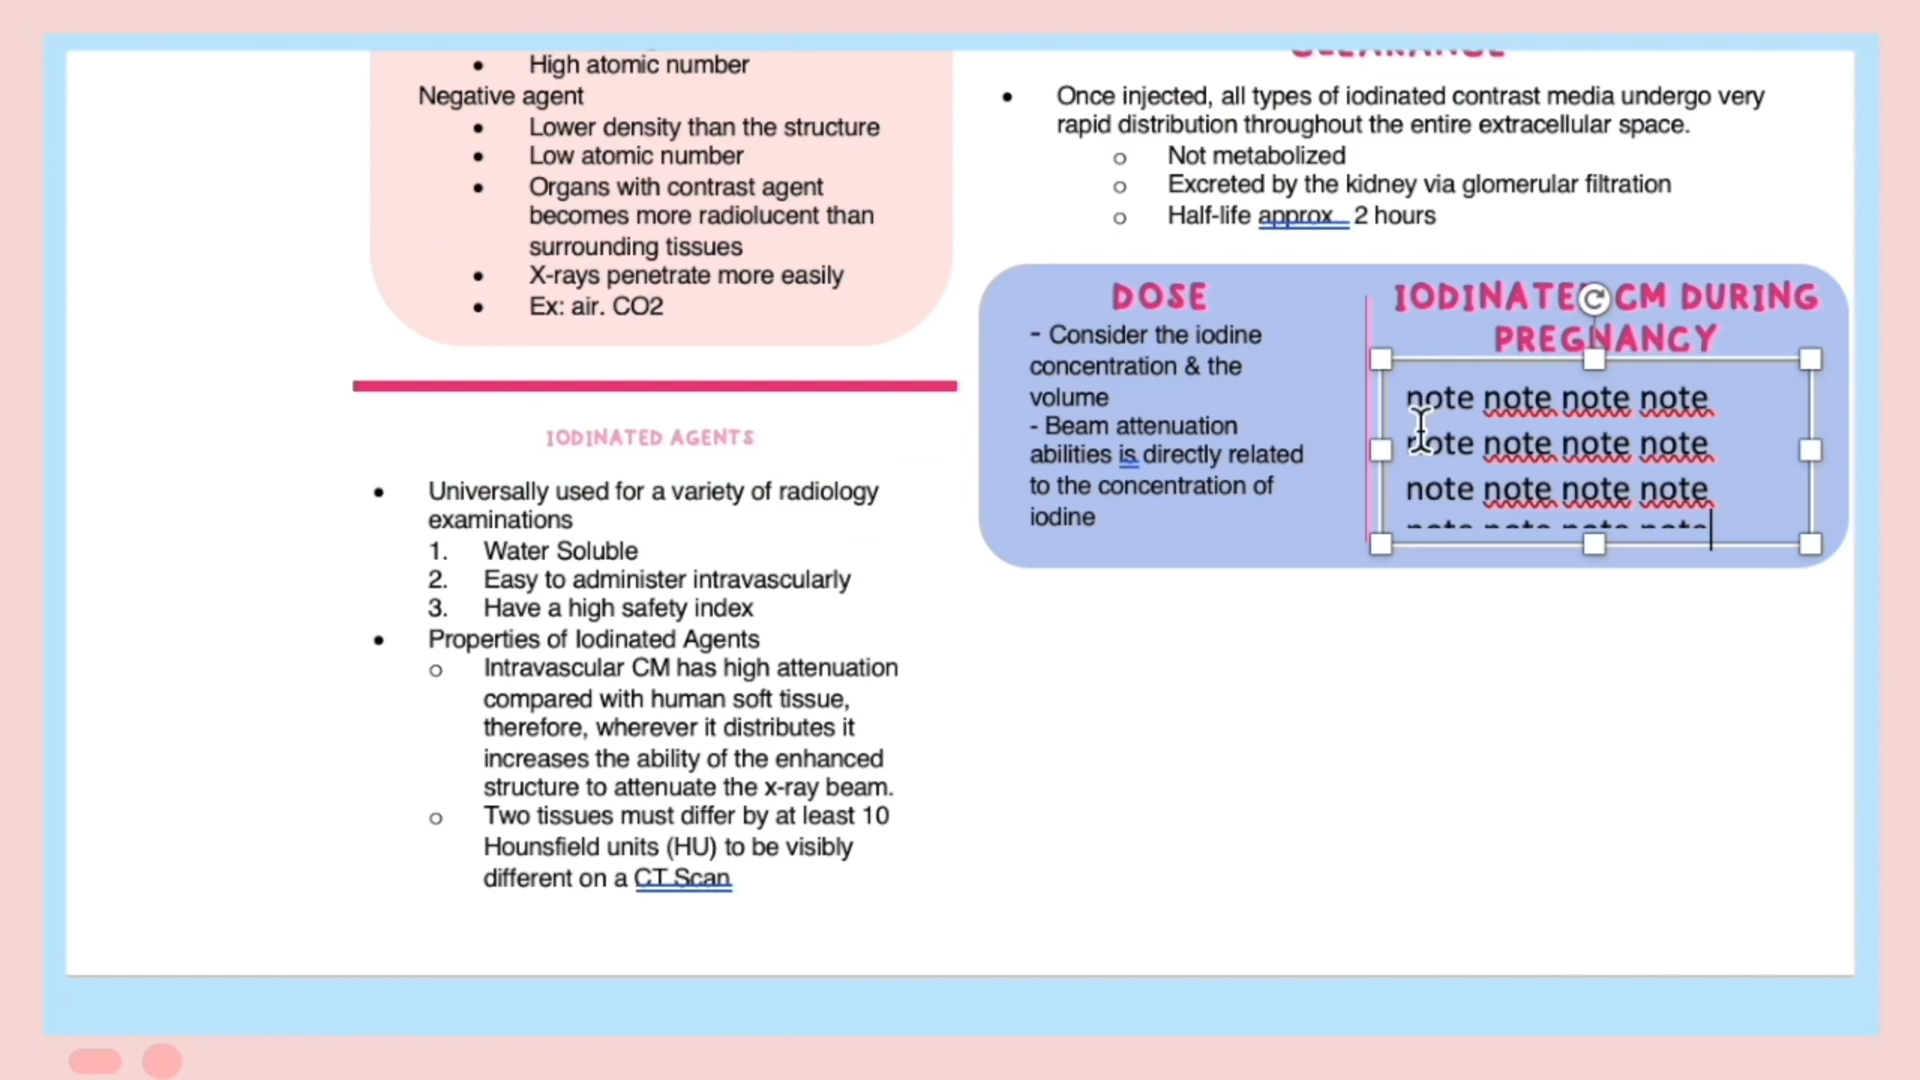 High atomic number
Negative agent
Lower density than the structure
Low atomic number
Organs with contrast agent
becomes more radiolucent than
surrounding tissues
X-rays penetrate more easily
Ex: air. CO2
IODINATED AGENTS
Universally used for a variety of radiology
examinations
1. Water Soluble
2. Easy to administer intravascularly
3. Have a high safety index
Properties of Iodinated Agents
Intravascular CM has high attenuation
compared with human soft tissue,
therefore, wherever it distributes it
increases the ability of the enhanced
structure to attenuate the x-ray beam.
Two tissues must differ by at least 10
Hounsfield units (HU) to be visibly
different on a CT Scan
CLEARANCE
Once injected, all types of iodinated contrast media undergo very
rapid distribution throughout the entire extracellular space.
Not metabolized
Excreted by the kidney via glomerular filtration
Half-life approx. 2 hours
DOSE
- Consider the iodine
concentration & the
volume
- Beam attenuation
abilities is directly related
to the concentration of
iodine
IODINATED CM DURING
PREGNANCY
note note note note
note note note note
note note note note
note note note note